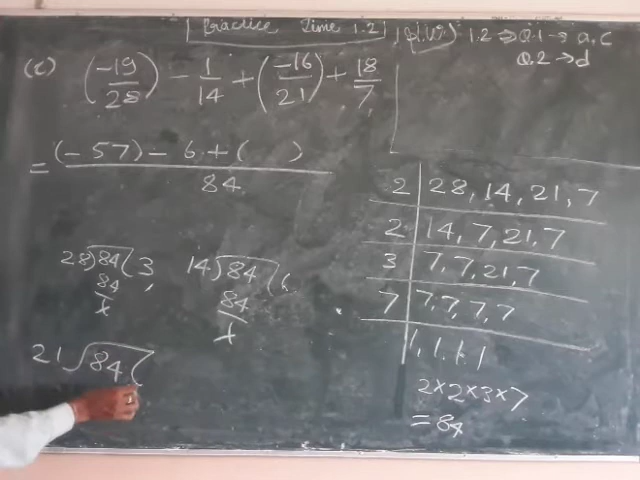 Practice Time 1.2
(H.W) 1.2 → Q.1 → a, c
Q.2 → d
(c) (-19/28) - 1/14 + (-16/21) + 18/7
= (-57) - 6 + ( )
84
2 | 28, 14, 21, 7
2 | 14, 7, 21, 7
3 | 7, 7, 21, 7
7 | 7, 7, 7, 7
1, 1, 1, 1
2×2×3×7
= 84
28)84(3
84
x
14)84(6
84
x
21)84(